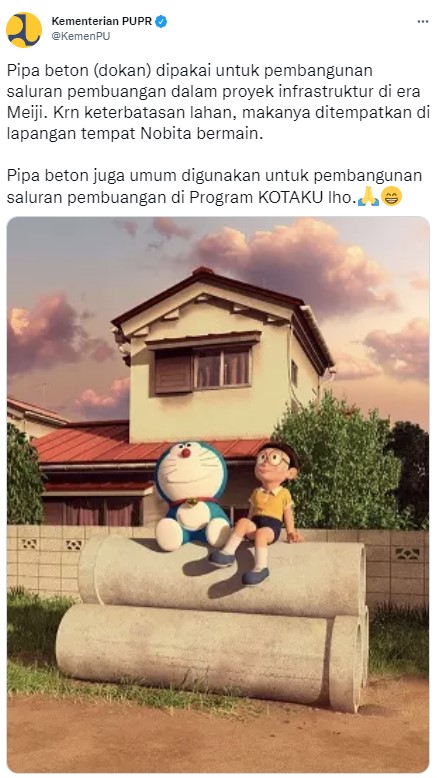 Kementerian PUPR
@KemenPU
Pipa beton (dokan) dipakai untuk pembangunan
saluran pembuangan dalam proyek infrastruktur di era
Meiji. Krn keterbatasan lahan, makanya ditempatkan di
lapangan tempat Nobita bermain.
Pipa beton juga umum digunakan untuk pembangunan
saluran pembuangan di Program KOTAKU lho.🙏😄